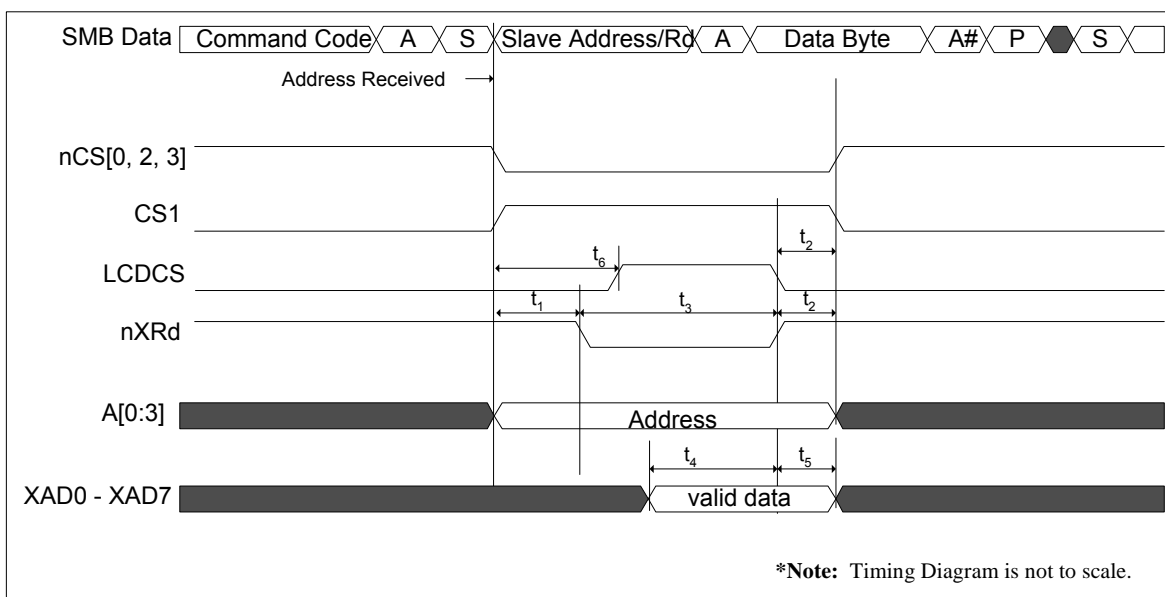 SMB Data Command Code A S Slave Address/Rd A Data Byte A# P S
Address Received
nCS[0, 2, 3]
CS1
t2
LCDCS
t6
t1 t3 t2
nXRd
A[0:3] Address
t4 t5
XAD0 - XAD7 valid data
*Note: Timing Diagram is not to scale.